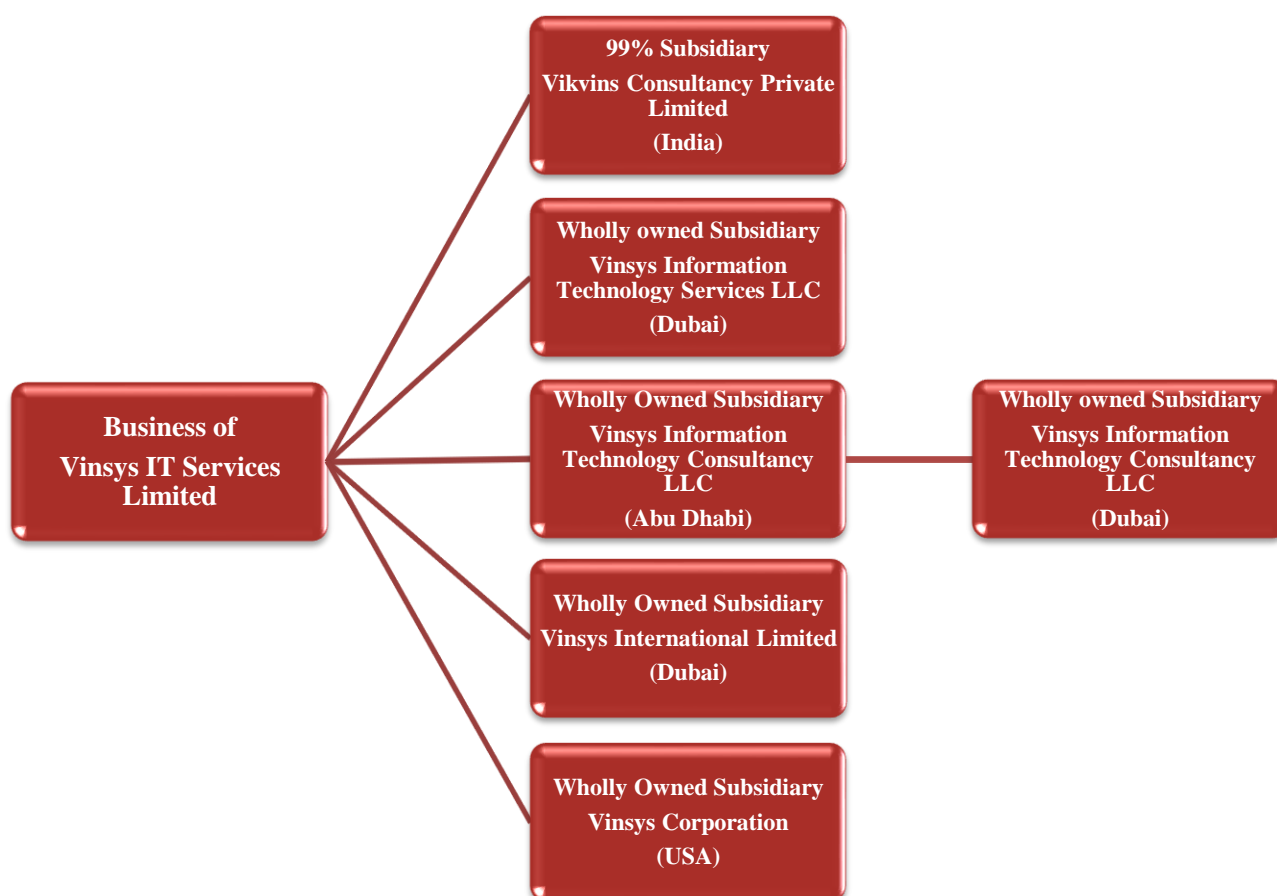 99% Subsidiary
Vikvins Consultancy Private
Limited
(India)
Wholly owned Subsidiary
Vinsys Information
Technology Services LLC
(Dubai)
Business of
Vinsys IT Services
Limited
Wholly Owned Subsidiary
Vinsys Information
Technology Consultancy
LLC
(Abu Dhabi)
Wholly owned Subsidiary
Vinsys Information
Technology Consultancy
LLC
(Dubai)
Wholly Owned Subsidiary
Vinsys International Limited
(Dubai)
Wholly Owned Subsidiary
Vinsys Corporation
(USA)